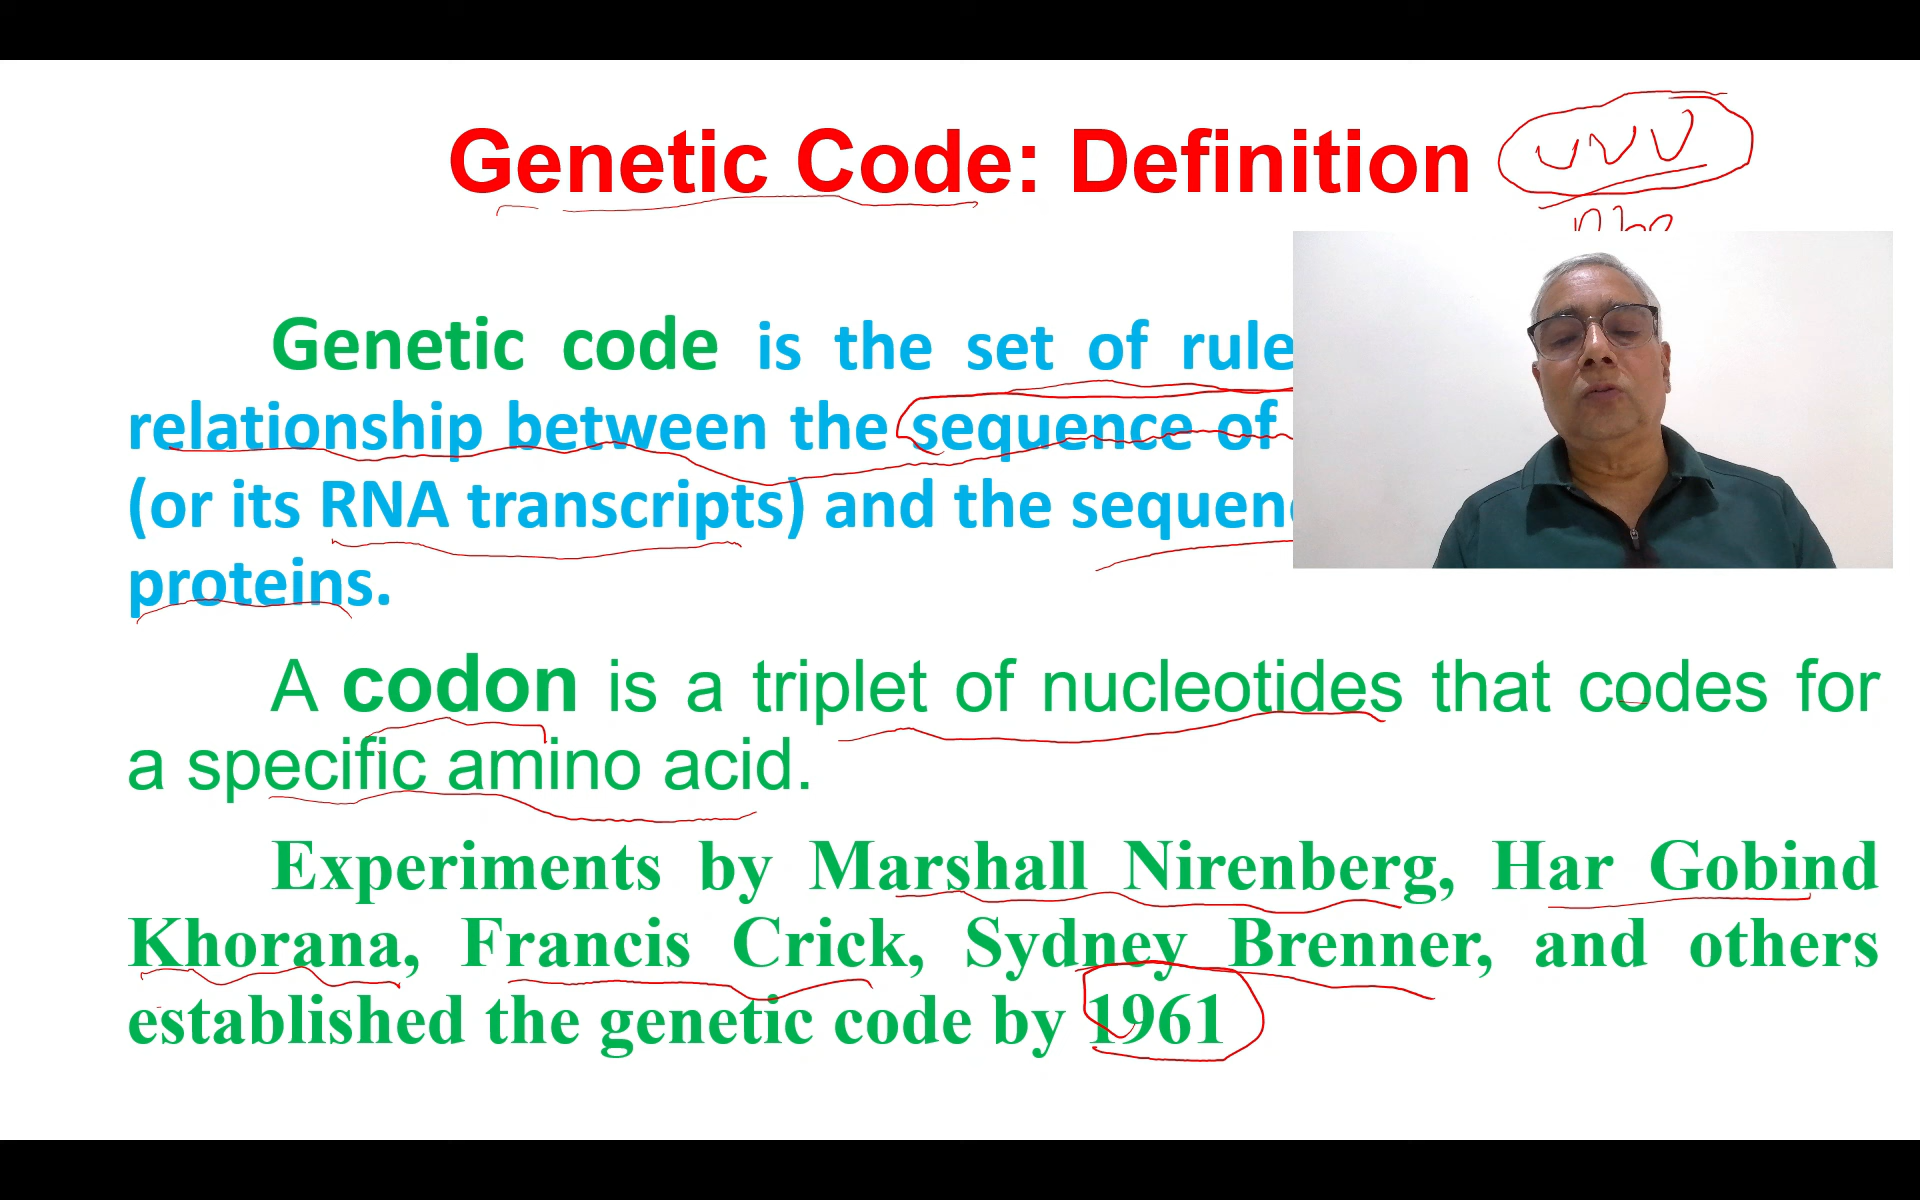 Genetic Code: Definition
UUU
Phe
Genetic code is the set of rule
relationship between the sequence of
(or its RNA transcripts) and the sequen
proteins.
A codon is a triplet of nucleotides that codes for
a specific amino acid.
Experiments by Marshall Nirenberg, Har Gobind
Khorana, Francis Crick, Sydney Brenner, and others
established the genetic code by 1961